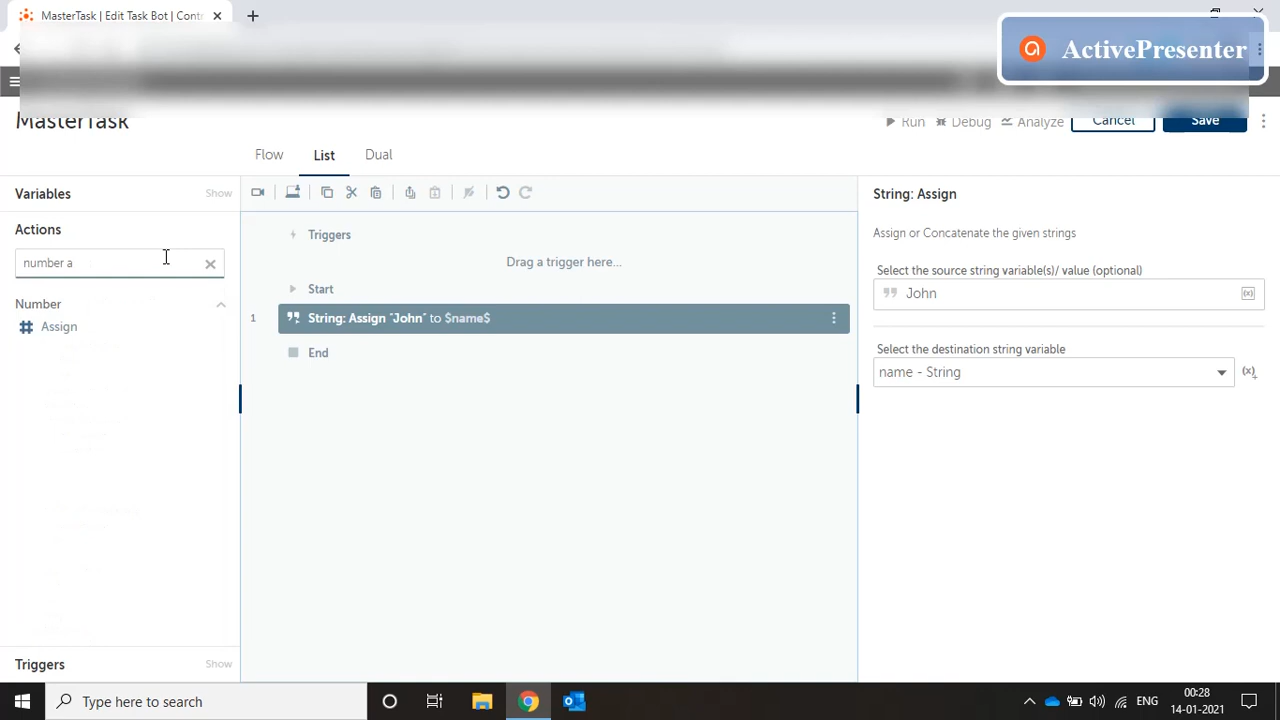 MasterTask | Edit Task Bot | Contr
ActivePresenter
MasterTask
Run
Debug
Analyze
Cancel
Save
Flow
List
Dual
Variables
Show
Actions
number a
Number
Assign
Triggers
Show
Triggers
Drag a trigger here...
Start
1
String: Assign "John" to $name$
End
String: Assign
Assign or Concatenate the given strings
Select the source string variable(s)/ value (optional)
John
(x)
Select the destination string variable
name - String
(x)+
Type here to search
ENG
00:28
14-01-2021